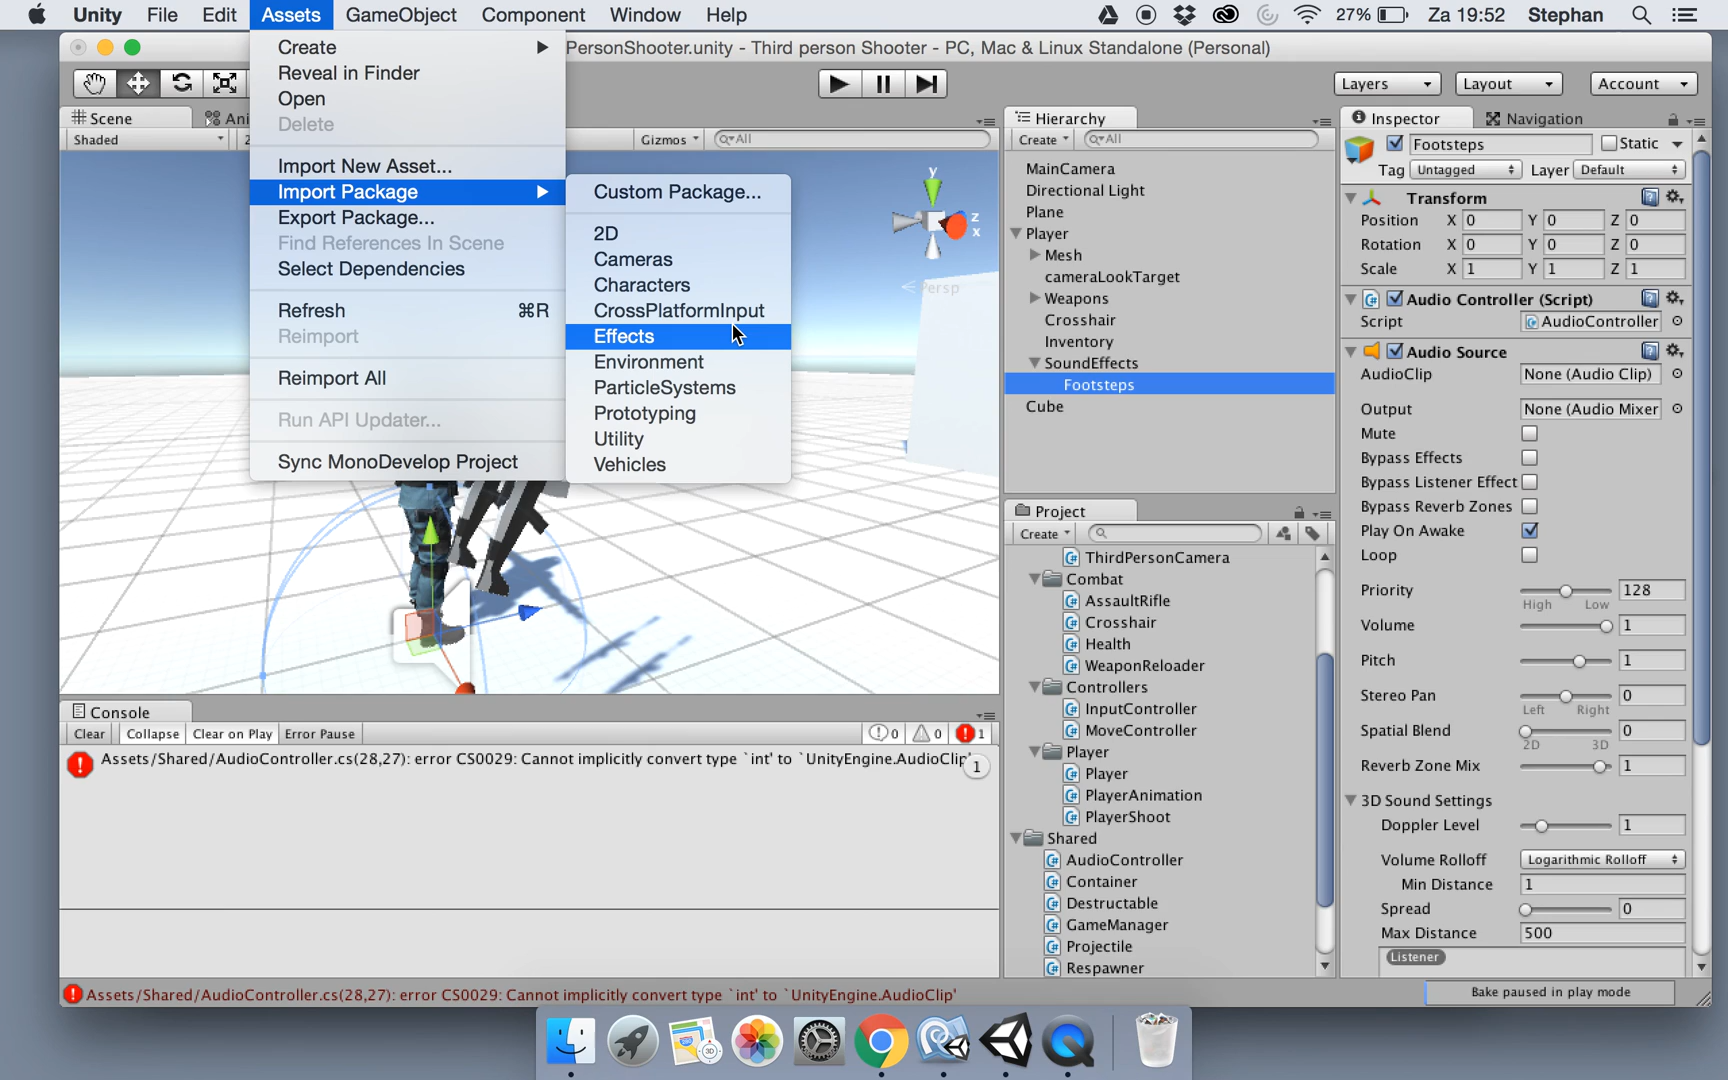 Unity File Edit Assets GameObject Component Window Help 27% Za 19:52 Stephan
PersonShooter.unity - Third person Shooter - PC, Mac & Linux Standalone (Personal)
Layers Layout Account
Create
Reveal in Finder
Open
Delete
Import New Asset...
Import Package
Export Package...
Find References In Scene
Select Dependencies
Refresh ⌘R
Reimport
Reimport All
Run API Updater...
Sync MonoDevelop Project
Custom Package...
2D
Cameras
Characters
CrossPlatformInput
Effects
Environment
ParticleSystems
Prototyping
Utility
Vehicles
Scene Ani
Shaded 2 Gizmos All
y
z
x
Persp
Console
Clear Collapse Clear on Play Error Pause 0 0 1
Assets/Shared/AudioController.cs(28,27): error CS0029: Cannot implicitly convert type `int' to `UnityEngine.AudioClip 1
Assets/Shared/AudioController.cs(28,27): error CS0029: Cannot implicitly convert type `int' to `UnityEngine.AudioClip'
Hierarchy
Create All
MainCamera
Directional Light
Plane
Player
Mesh
cameraLookTarget
Weapons
Crosshair
Inventory
SoundEffects
Footsteps
Cube
Project
Create
ThirdPersonCamera
Combat
AssaultRifle
Crosshair
Health
WeaponReloader
Controllers
InputController
MoveController
Player
Player
PlayerAnimation
PlayerShoot
Shared
AudioController
Container
Destructable
GameManager
Projectile
Respawner
Inspector Navigation
Footsteps Static
Tag Untagged Layer Default
Transform
Position X 0 Y 0 Z 0
Rotation X 0 Y 0 Z 0
Scale X 1 Y 1 Z 1
Audio Controller (Script)
Script AudioController
Audio Source
AudioClip None (Audio Clip)
Output None (Audio Mixer
Mute
Bypass Effects
Bypass Listener Effect
Bypass Reverb Zones
Play On Awake
Loop
Priority 128
High Low
Volume 1
Pitch 1
Stereo Pan 0
Left Right
Spatial Blend 0
2D 3D
Reverb Zone Mix 1
3D Sound Settings
Doppler Level 1
Volume Rolloff Logarithmic Rolloff
Min Distance 1
Spread 0
Max Distance 500
Listener
Bake paused in play mode